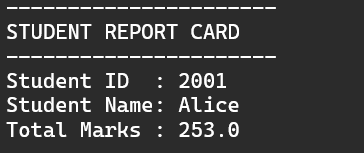 ----------------------
STUDENT REPORT CARD
----------------------
Student ID  : 2001
Student Name: Alice
Total Marks : 253.0